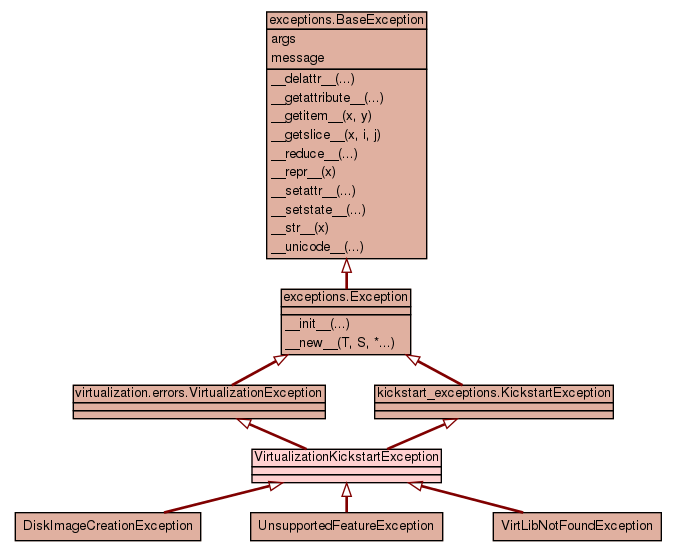 exceptions.BaseException
args
message
__delattr__(...)
__getattribute__(...)
__getitem__(x, y)
__getslice__(x, i, j)
__reduce__(...)
__repr__(x)
__setattr__(...)
__setstate__(...)
__str__(x)
__unicode__(...)
exceptions.Exception
__init__(...)
__new__(T, S, *...)
virtualization.errors.VirtualizationException
kickstart_exceptions.KickstartException
VirtualizationKickstartException
DiskImageCreationException
UnsupportedFeatureException
VirtLibNotFoundException